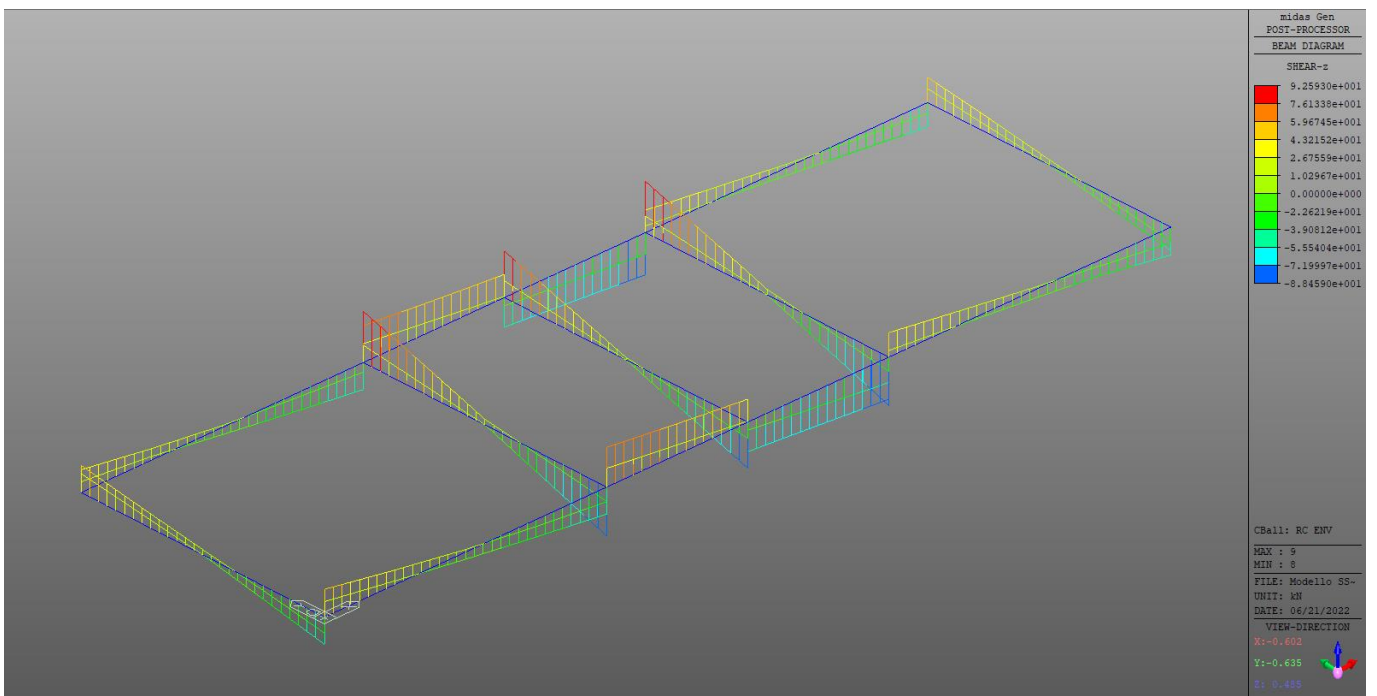 midas Gen
POST-PROCESSOR
BEAM DIAGRAM
SHEAR-z
9.25930e+001
7.61338e+001
5.96745e+001
4.32152e+001
2.67559e+001
1.02967e+001
0.00000e+000
-2.26219e+001
-3.90812e+001
-5.55404e+001
-7.19997e+001
-8.84590e+001
CBall: RC ENV
MAX : 9
MIN : 8
FILE: Modello SS~
UNIT: kN
DATE: 06/21/2022
VIEW-DIRECTION
X:-0.602
Y:-0.635
Z: 0.485